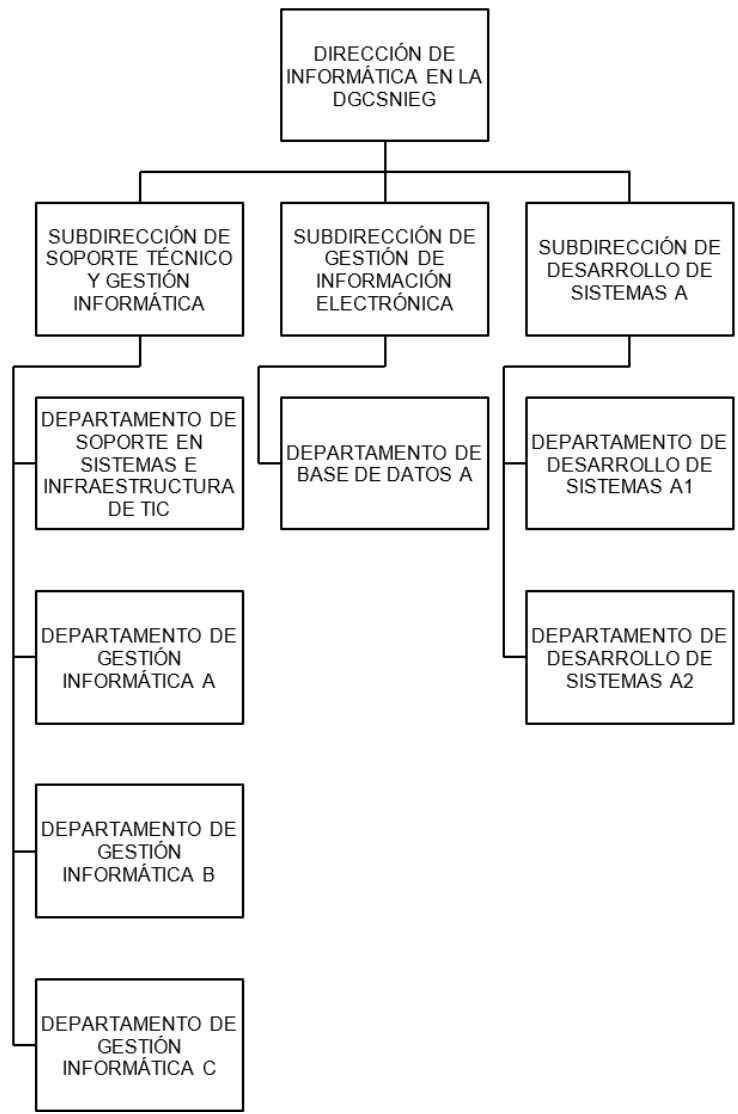 DIRECCIÓN DE
INFORMÁTICA EN LA
DGCSNIEG
SUBDIRECCIÓN DE
SOPORTE TÉCNICO
Y GESTIÓN
INFORMÁTICA
SUBDIRECCIÓN DE
GESTIÓN DE
INFORMACIÓN
ELECTRÓNICA
SUBDIRECCIÓN DE
DESARROLLO DE
SISTEMAS A
DEPARTAMENTO DE
SOPORTE EN
SISTEMAS E
INFRAESTRUCTURA
DE TIC
DEPARTAMENTO DE
BASE DE DATOS A
DEPARTAMENTO DE
DESARROLLO DE
SISTEMAS A1
DEPARTAMENTO DE
GESTIÓN
INFORMÁTICA A
DEPARTAMENTO DE
DESARROLLO DE
SISTEMAS A2
DEPARTAMENTO DE
GESTIÓN
INFORMÁTICA B
DEPARTAMENTO DE
GESTIÓN
INFORMÁTICA C